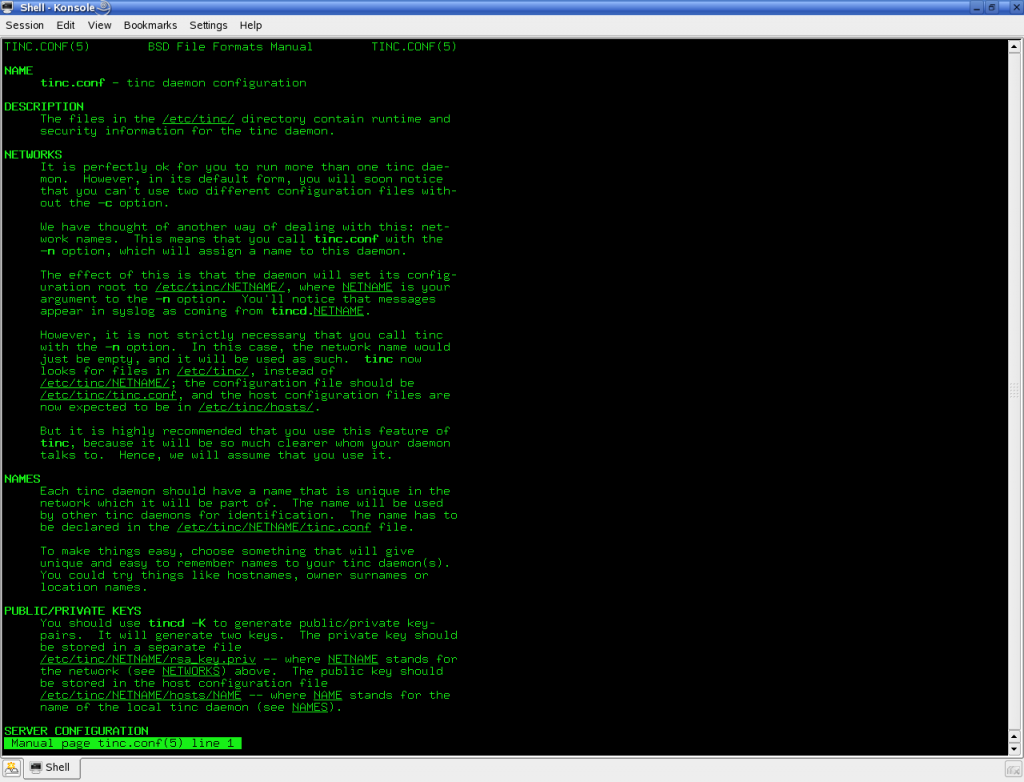 Shell - Konsole
Session Edit View Bookmarks Settings Help
TINC.CONF(5) BSD File Formats Manual TINC.CONF(5)
NAME
tinc.conf - tinc daemon configuration
DESCRIPTION
The files in the /etc/tinc/ directory contain runtime and
security information for the tinc daemon.
NETWORKS
It is perfectly ok for you to run more than one tinc dae-
mon. However, in its default form, you will soon notice
that you can't use two different configuration files with-
out the -c option.
We have thought of another way of dealing with this: net-
work names. This means that you call tinc.conf with the
-n option, which will assign a name to this daemon.
The effect of this is that the daemon will set its config-
uration root to /etc/tinc/NETNAME/, where NETNAME is your
argument to the -n option. You'll notice that messages
appear in syslog as coming from tincd.NETNAME.
However, it is not strictly necessary that you call tinc
with the -n option. In this case, the network name would
just be empty, and it will be used as such. tinc now
looks for files in /etc/tinc/, instead of
/etc/tinc/NETNAME/; the configuration file should be
/etc/tinc/tinc.conf, and the host configuration files are
now expected to be in /etc/tinc/hosts/.
But it is highly recommended that you use this feature of
tinc, because it will be so much clearer whom your daemon
talks to. Hence, we will assume that you use it.
NAMES
Each tinc daemon should have a name that is unique in the
network which it will be part of. The name will be used
by other tinc daemons for identification. The name has to
be declared in the /etc/tinc/NETNAME/tinc.conf file.
To make things easy, choose something that will give
unique and easy to remember names to your tinc daemon(s).
You could try things like hostnames, owner surnames or
location names.
PUBLIC/PRIVATE KEYS
You should use tincd -K to generate public/private key-
pairs. It will generate two keys. The private key should
be stored in a separate file
/etc/tinc/NETNAME/rsa_key.priv -- where NETNAME stands for
the network (see NETWORKS) above. The public key should
be stored in the host configuration file
/etc/tinc/NETNAME/hosts/NAME -- where NAME stands for the
name of the local tinc daemon (see NAMES).
SERVER CONFIGURATION
Manual page tinc.conf(5) line 1
Shell